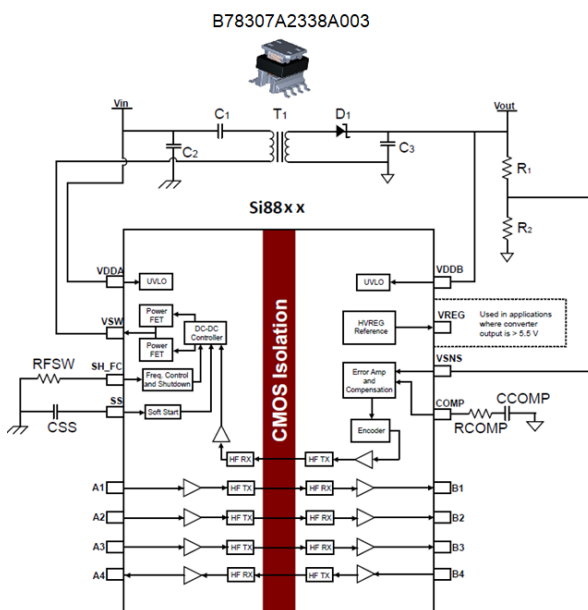 B78307A2338A003
Vin
C1
T1
D1
Vout
C2
C3
R1
R2
Si88xx
VDDA
UVLO
UVLO
VDDB
Power
FET
VSW
DC-DC
Controller
Power
FET
HVREG
Reference
VREG
Used in applications
where converter
output is > 5.5 V
RFSW
SH_FC
Freq. Control
and Shutdown
VSNS
Error Amp
and
Compensation
SS
Soft Start
CSS
COMP
CCOMP
RCOMP
Encoder
CMOS Isolation
HF RX
HF TX
A1
HF TX
HF RX
B1
A2
HF TX
HF RX
B2
A3
HF TX
HF RX
B3
A4
HF RX
HF TX
B4